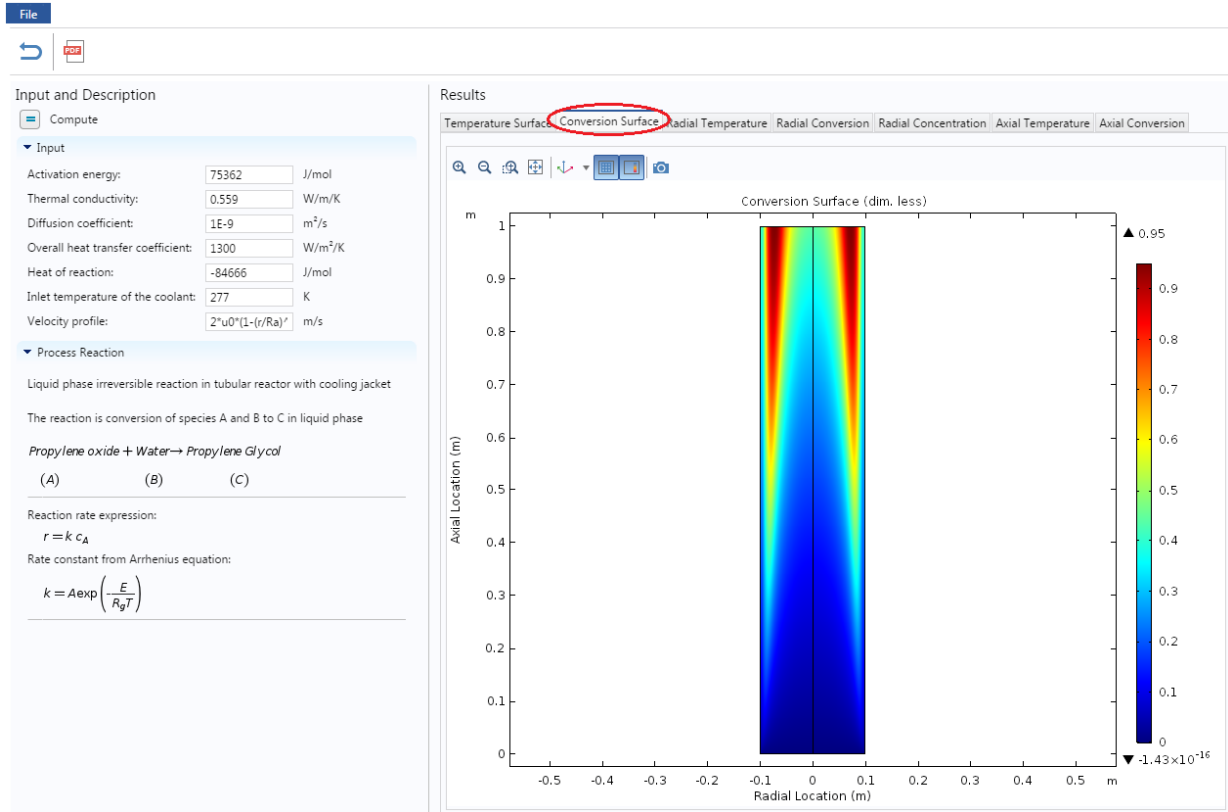 File
PDF
Input and Description
Compute
Input
Activation energy: 75362 J/mol
Thermal conductivity: 0.559 W/m/K
Diffusion coefficient: 1E-9 m²/s
Overall heat transfer coefficient: 1300 W/m²/K
Heat of reaction: -84666 J/mol
Inlet temperature of the coolant: 277 K
Velocity profile: 2*u0*(1-(r/Ra)^ m/s
Process Reaction
Liquid phase irreversible reaction in tubular reactor with cooling jacket
The reaction is conversion of species A and B to C in liquid phase
Propylene oxide + Water→ Propylene Glycol
(A) (B) (C)
Reaction rate expression:
r = k c_A
Rate constant from Arrhenius equation:
k = A exp(-E/R_gT)
Results
Temperature Surface Conversion Surface Radial Temperature Radial Conversion Radial Concentration Axial Temperature Axial Conversion
Conversion Surface (dim. less)
m
1
0.9
0.8
0.7
0.6
0.5
0.4
0.3
0.2
0.1
0
Axial Location (m)
-0.5 -0.4 -0.3 -0.2 -0.1 0 0.1 0.2 0.3 0.4 0.5 m
Radial Location (m)
▲ 0.95
0.9
0.8
0.7
0.6
0.5
0.4
0.3
0.2
0.1
0
▼ -1.43×10⁻¹⁶